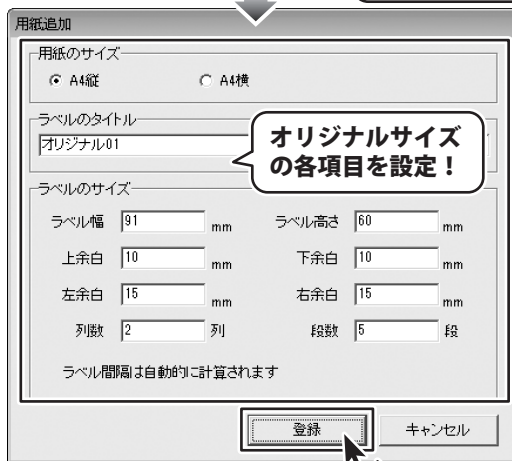 用紙追加
用紙のサイズ
A4縦 A4横
ラベルのタイトル
オリジナル01
オリジナルサイズ
の各項目を設定！
ラベルのサイズ
ラベル幅 91 mm ラベル高さ 60 mm
上余白 10 mm 下余白 10 mm
左余白 15 mm 右余白 15 mm
列数 2 列 段数 5 段
ラベル間隔は自動的に計算されます
登録 キャンセル